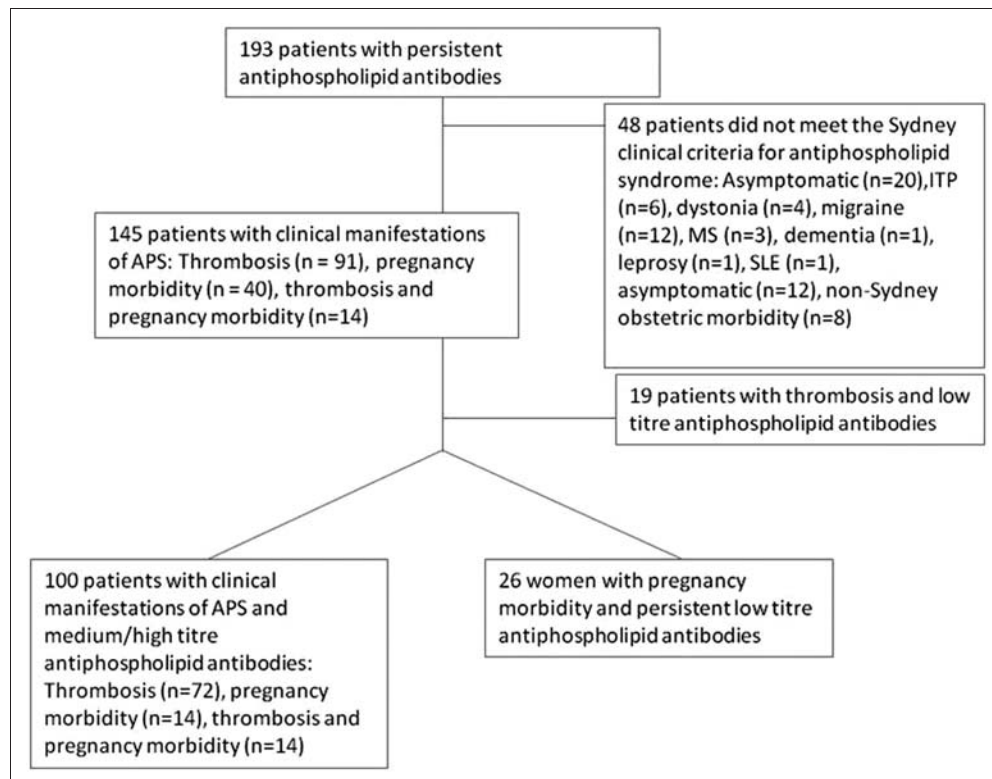 193 patients with persistent
antiphospholipid antibodies
48 patients did not meet the Sydney
clinical criteria for antiphospholipid
syndrome: Asymptomatic (n=20),ITP
(n=6), dystonia (n=4), migraine
(n=12), MS (n=3), dementia (n=1),
leprosy (n=1), SLE (n=1),
asymptomatic (n=12), non-Sydney
obstetric morbidity (n=8)
145 patients with clinical manifestations
of APS: Thrombosis (n = 91), pregnancy
morbidity (n = 40), thrombosis and
pregnancy morbidity (n=14)
19 patients with thrombosis and low
titre antiphospholipid antibodies
100 patients with clinical
manifestations of APS and
medium/high titre
antiphospholipid antibodies:
Thrombosis (n=72), pregnancy
morbidity (n=14), thrombosis and
pregnancy morbidity (n=14)
26 women with pregnancy
morbidity and persistent low titre
antiphospholipid antibodies